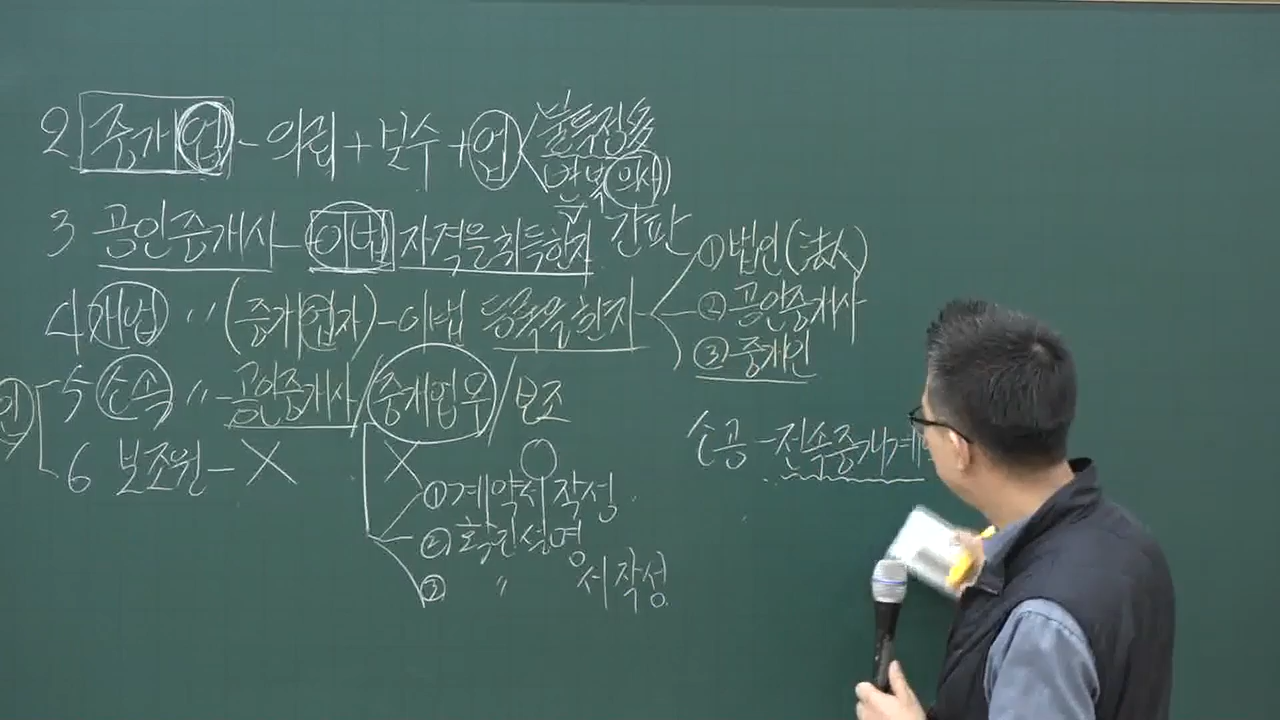 2 중개업 - 의뢰 + 보수 + 업 불특정多
반복(의사)
간판
3 공인중개사 - 이법 자격을 취득한자
4 개법 〃 (중개업자) - 이법 등록을 한자
① 법인(法人)
② 공인중개사
③ 중개인
5 소속 〃 - 공인중개사 / 중개업무 / 보조
6 보조원 - X
X ○
① 계약서 작성
② 확인설명
③ 〃 서 작성
소공 - 전속중개계